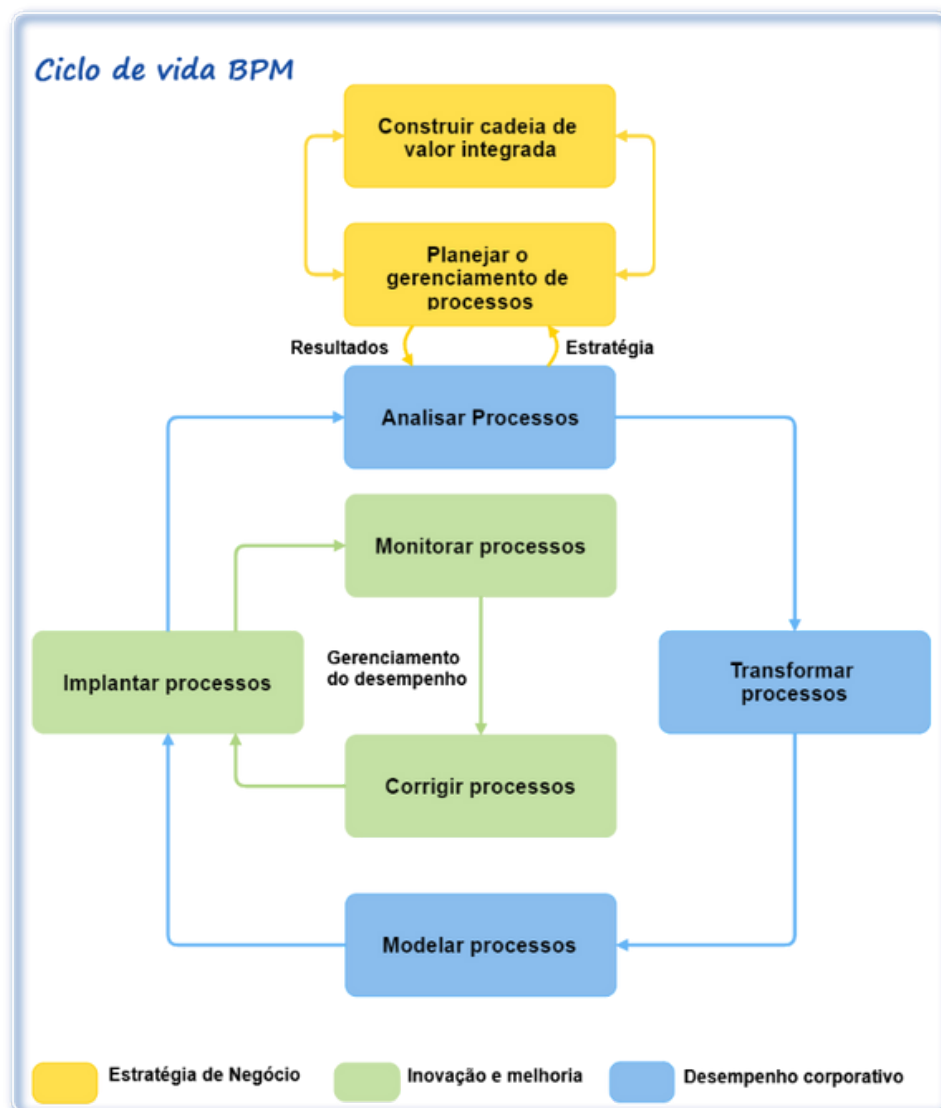 Ciclo de vida BPM
Construir cadeia de
valor integrada
Planejar o
gerenciamento de
processos
Resultados
Estratégia
Analisar Processos
Monitorar processos
Implantar processos
Gerenciamento
do desempenho
Transformar
processos
Corrigir processos
Modelar processos
Estratégia de Negócio
Inovação e melhoria
Desempenho corporativo